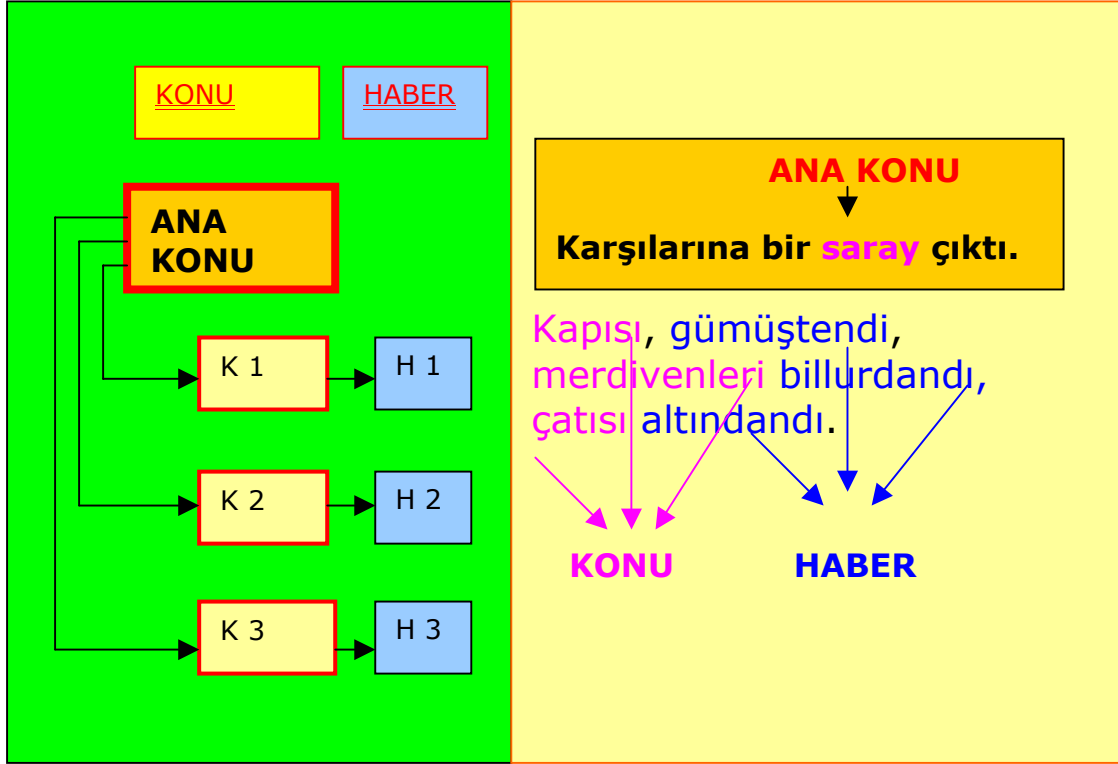 KONU
HABER
ANA
KONU
K 1
H 1
K 2
H 2
K 3
H 3
ANA KONU
Karşılarına bir saray çıktı.
Kapısı, gümüştendi,
merdivenleri billurdandı,
çatısı altındandı.
KONU
HABER